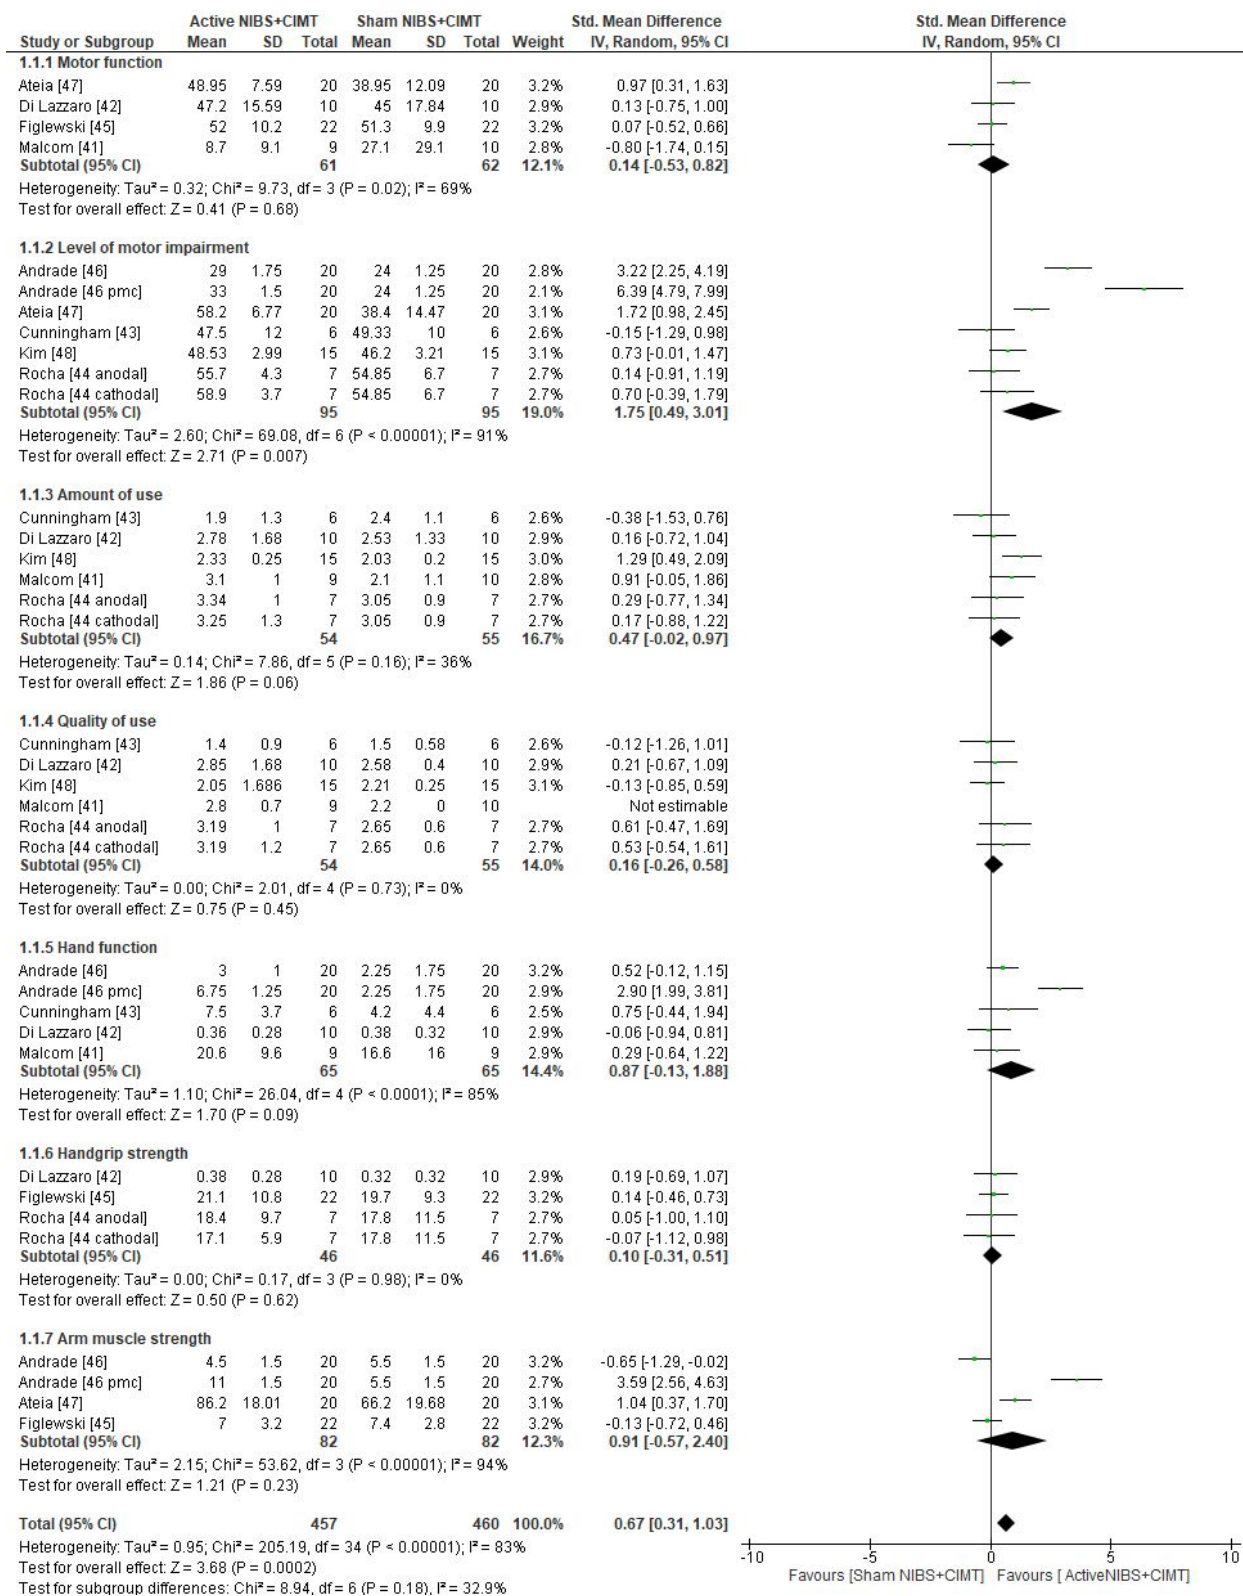 Active NIBS+CIMT Sham NIBS+CIMT Std. Mean Difference Std. Mean Difference
Study or Subgroup Mean SD Total Mean SD Total Weight IV, Random, 95% CI IV, Random, 95% CI
1.1.1 Motor function
Ateia [47] 48.95 7.59 20 38.95 12.09 20 3.2% 0.97 [0.31, 1.63]
Di Lazzaro [42] 47.2 15.59 10 45 17.84 10 2.9% 0.13 [-0.75, 1.00]
Figlewski [45] 52 10.2 22 51.3 9.9 22 3.2% 0.07 [-0.52, 0.66]
Malcom [41] 8.7 9.1 9 27.1 29.1 10 2.8% -0.80 [-1.74, 0.15]
Subtotal (95% CI) 61 62 12.1% 0.14 [-0.53, 0.82]
Heterogeneity: Tau² = 0.32; Chi² = 9.73, df = 3 (P = 0.02); I² = 69%
Test for overall effect: Z = 0.41 (P = 0.68)
1.1.2 Level of motor impairment
Andrade [46] 29 1.75 20 24 1.25 20 2.8% 3.22 [2.25, 4.19]
Andrade [46 pmc] 33 1.5 20 24 1.25 20 2.1% 6.39 [4.79, 7.99]
Ateia [47] 58.2 6.77 20 38.4 14.47 20 3.1% 1.72 [0.98, 2.45]
Cunningham [43] 47.5 12 6 49.33 10 6 2.6% -0.15 [-1.29, 0.98]
Kim [48] 48.53 2.99 15 46.2 3.21 15 3.1% 0.73 [-0.01, 1.47]
Rocha [44 anodal] 55.7 4.3 7 54.85 6.7 7 2.7% 0.14 [-0.91, 1.19]
Rocha [44 cathodal] 58.9 3.7 7 54.85 6.7 7 2.7% 0.70 [-0.39, 1.79]
Subtotal (95% CI) 95 95 19.0% 1.75 [0.49, 3.01]
Heterogeneity: Tau² = 2.60; Chi² = 69.08, df = 6 (P < 0.00001); I² = 91%
Test for overall effect: Z = 2.71 (P = 0.007)
1.1.3 Amount of use
Cunningham [43] 1.9 1.3 6 2.4 1.1 6 2.6% -0.38 [-1.53, 0.76]
Di Lazzaro [42] 2.78 1.68 10 2.53 1.33 10 2.9% 0.16 [-0.72, 1.04]
Kim [48] 2.33 0.25 15 2.03 0.2 15 3.0% 1.29 [0.49, 2.09]
Malcom [41] 3.1 1 9 2.1 1.1 10 2.8% 0.91 [-0.05, 1.86]
Rocha [44 anodal] 3.34 1 7 3.05 0.9 7 2.7% 0.29 [-0.77, 1.34]
Rocha [44 cathodal] 3.25 1.3 7 3.05 0.9 7 2.7% 0.17 [-0.88, 1.22]
Subtotal (95% CI) 54 55 16.7% 0.47 [-0.02, 0.97]
Heterogeneity: Tau² = 0.14; Chi² = 7.86, df = 5 (P = 0.16); I² = 36%
Test for overall effect: Z = 1.86 (P = 0.06)
1.1.4 Quality of use
Cunningham [43] 1.4 0.9 6 1.5 0.58 6 2.6% -0.12 [-1.26, 1.01]
Di Lazzaro [42] 2.85 1.68 10 2.58 0.4 10 2.9% 0.21 [-0.67, 1.09]
Kim [48] 2.05 1.686 15 2.21 0.25 15 3.1% -0.13 [-0.85, 0.59]
Malcom [41] 2.8 0.7 9 2.2 0 10 Not estimable
Rocha [44 anodal] 3.19 1 7 2.65 0.6 7 2.7% 0.61 [-0.47, 1.69]
Rocha [44 cathodal] 3.19 1.2 7 2.65 0.6 7 2.7% 0.53 [-0.54, 1.61]
Subtotal (95% CI) 54 55 14.0% 0.16 [-0.26, 0.58]
Heterogeneity: Tau² = 0.00; Chi² = 2.01, df = 4 (P = 0.73); I² = 0%
Test for overall effect: Z = 0.75 (P = 0.45)
1.1.5 Hand function
Andrade [46] 3 1 20 2.25 1.75 20 3.2% 0.52 [-0.12, 1.15]
Andrade [46 pmc] 6.75 1.25 20 2.25 1.75 20 2.9% 2.90 [1.99, 3.81]
Cunningham [43] 7.5 3.7 6 4.2 4.4 6 2.5% 0.75 [-0.44, 1.94]
Di Lazzaro [42] 0.36 0.28 10 0.38 0.32 10 2.9% -0.06 [-0.94, 0.81]
Malcom [41] 20.6 9.6 9 16.6 16 9 2.9% 0.29 [-0.64, 1.22]
Subtotal (95% CI) 65 65 14.4% 0.87 [-0.13, 1.88]
Heterogeneity: Tau² = 1.10; Chi² = 26.04, df = 4 (P < 0.0001); I² = 85%
Test for overall effect: Z = 1.70 (P = 0.09)
1.1.6 Handgrip strength
Di Lazzaro [42] 0.38 0.28 10 0.32 0.32 10 2.9% 0.19 [-0.69, 1.07]
Figlewski [45] 21.1 10.8 22 19.7 9.3 22 3.2% 0.14 [-0.46, 0.73]
Rocha [44 anodal] 18.4 9.7 7 17.8 11.5 7 2.7% 0.05 [-1.00, 1.10]
Rocha [44 cathodal] 17.1 5.9 7 17.8 11.5 7 2.7% -0.07 [-1.12, 0.98]
Subtotal (95% CI) 46 46 11.6% 0.10 [-0.31, 0.51]
Heterogeneity: Tau² = 0.00; Chi² = 0.17, df = 3 (P = 0.98); I² = 0%
Test for overall effect: Z = 0.50 (P = 0.62)
1.1.7 Arm muscle strength
Andrade [46] 4.5 1.5 20 5.5 1.5 20 3.2% -0.65 [-1.29, -0.02]
Andrade [46 pmc] 11 1.5 20 5.5 1.5 20 2.7% 3.59 [2.56, 4.63]
Ateia [47] 86.2 18.01 20 66.2 19.68 20 3.2% 1.04 [0.37, 1.70]
Figlewski [45] 7 3.2 22 7.4 2.8 22 3.2% -0.13 [-0.72, 0.46]
Subtotal (95% CI) 82 82 12.3% 0.91 [-0.57, 2.40]
Heterogeneity: Tau² = 2.15; Chi² = 53.62, df = 3 (P < 0.00001); I² = 94%
Test for overall effect: Z = 1.21 (P = 0.23)
Total (95% CI) 457 460 100.0% 0.67 [0.31, 1.03]
Heterogeneity: Tau² = 0.95; Chi² = 205.19, df = 34 (P < 0.00001); I² = 83%
Test for overall effect: Z = 3.68 (P = 0.0002)
Test for subgroup differences: Chi² = 8.94, df = 6 (P = 0.18), I² = 32.9%
-10 -5 0 5 10
Favours [Sham NIBS+CIMT] Favours [ ActiveNIBS+CIMT]